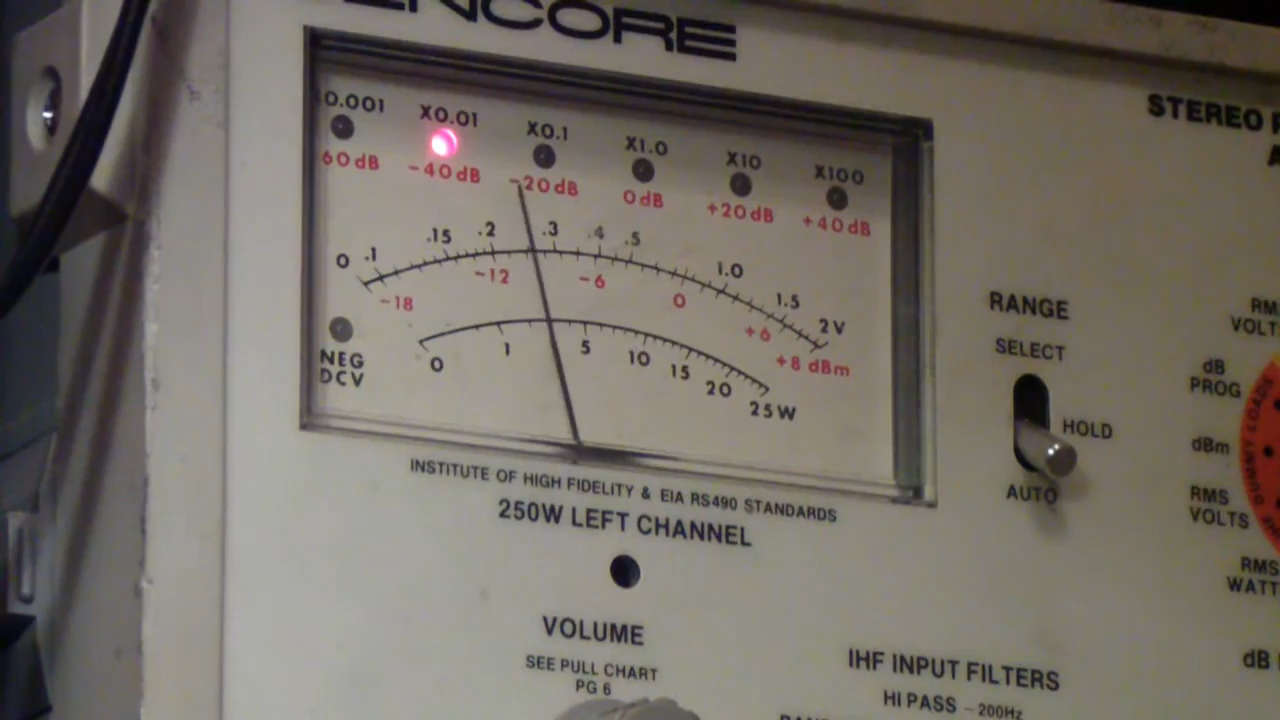 ENCORE
STEREO
0.001 X0.01 X0.1 X1.0 X10 X100
60dB -40dB -20dB 0dB +20dB +40dB
0 .1 .15 .2 .3 .4 .5 1.0 1.5 2V
-18 -12 -6 0 +6 +8 dBm
0 1 5 10 15 20 25W
NEG
DCV
INSTITUTE OF HIGH FIDELITY & EIA RS490 STANDARDS
250W LEFT CHANNEL
VOLUME
SEE PULL CHART
PG 6
RANGE
SELECT
HOLD
AUTO
RM
VOLT
dB
PROG
dBm
RMS
VOLTS
RMS
WATT
dB
DUMMY LOADS
IHF INPUT FILTERS
HI PASS - 200Hz